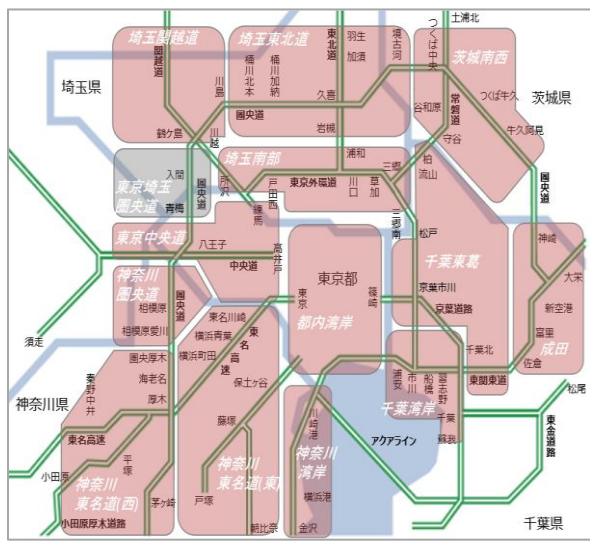 土浦北
埼玉関越道
埼玉東北道
茨城南西
関越道
東北道
羽生
加須
境古河
つくば中央
桶川北本
桶川加納
埼玉県
川島
久喜
圏央道
谷和原
常磐道
つくば牛久
茨城県
鶴ヶ島
川越
岩槻
守谷
牛久阿見
埼玉南部
浦和
三郷
柏
流山
入間
東京埼玉
圏央道
青梅
圏央道
所沢
戸田西
東京外環道
川口
草加
圏央道
練馬
三郷南
松戸
神崎
東京中央道
八王子
中央道
高井戸
東京都
千葉東葛
大栄
神奈川
圏央道
圏央道
相模原
相模原愛川
東京
篠崎
都内湾岸
京葉市川
京葉道路
新空港
富里
成田
佐倉
須走
東名川崎
横浜青葉
横浜町田
東名高速
千葉北
東関東道
圏央厚木
海老名
厚木
秦野中井
保土ヶ谷
浦安
市川
船橋
習志野
千葉湾岸
千葉
蘇我
松尾
神奈川県
東名高速
藤塚
川崎港
アクアライン
東金道路
小田原
平塚
神奈川
東名道(西)
神奈川
東名道(東)
神奈川
湾岸
横浜港
茅ヶ崎
戸塚
小田原厚木道路
朝比奈
金沢
千葉県